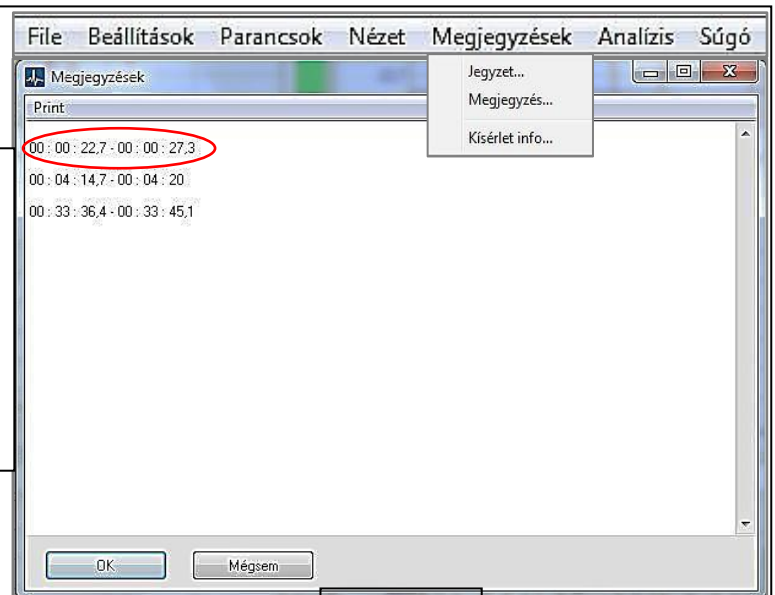 File Beállítások Parancsok Nézet Megjegyzések Analízis Súgó
Megjegyzések
Jegyzet...
Megjegyzés...
Kísérlet info...
Print
00 : 00 : 22,7 - 00 : 00 : 27,3
00 : 04 : 14,7 - 00 : 04 : 20
00 : 33 : 36,4 - 00 : 33 : 45,1
OK Mégsem